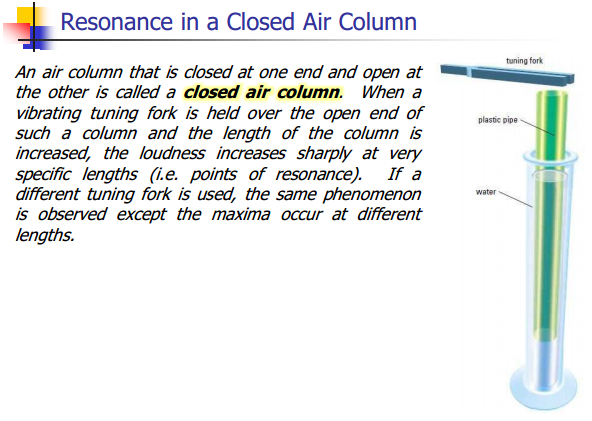 Resonance in a Closed Air Column
An air column that is closed at one end and open at
the other is called a closed air column. When a
vibrating tuning fork is held over the open end of
such a column and the length of the column is
increased, the loudness increases sharply at very
specific lengths (i.e. points of resonance). If a
different tuning fork is used, the same phenomenon
is observed except the maxima occur at different
lengths.
tuning fork
plastic pipe
water